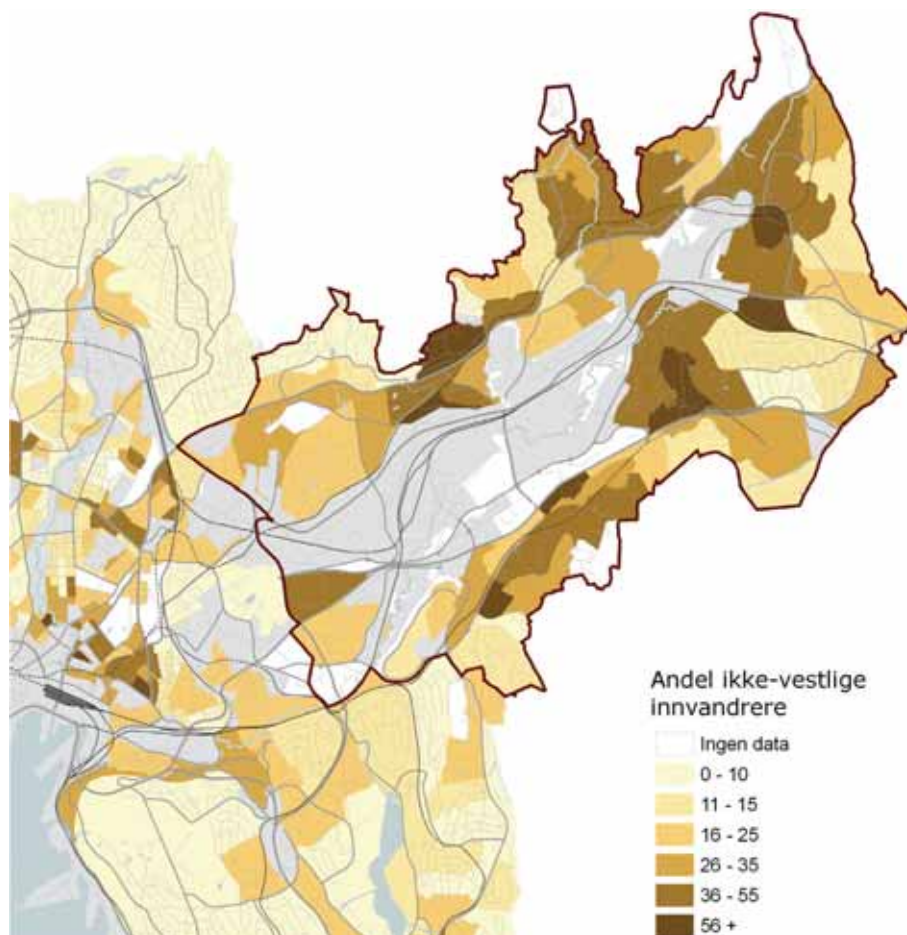 Andel ikke-vestlige
innvandrere
Ingen data
0 - 10
11 - 15
16 - 25
26 - 35
36 - 55
56 +